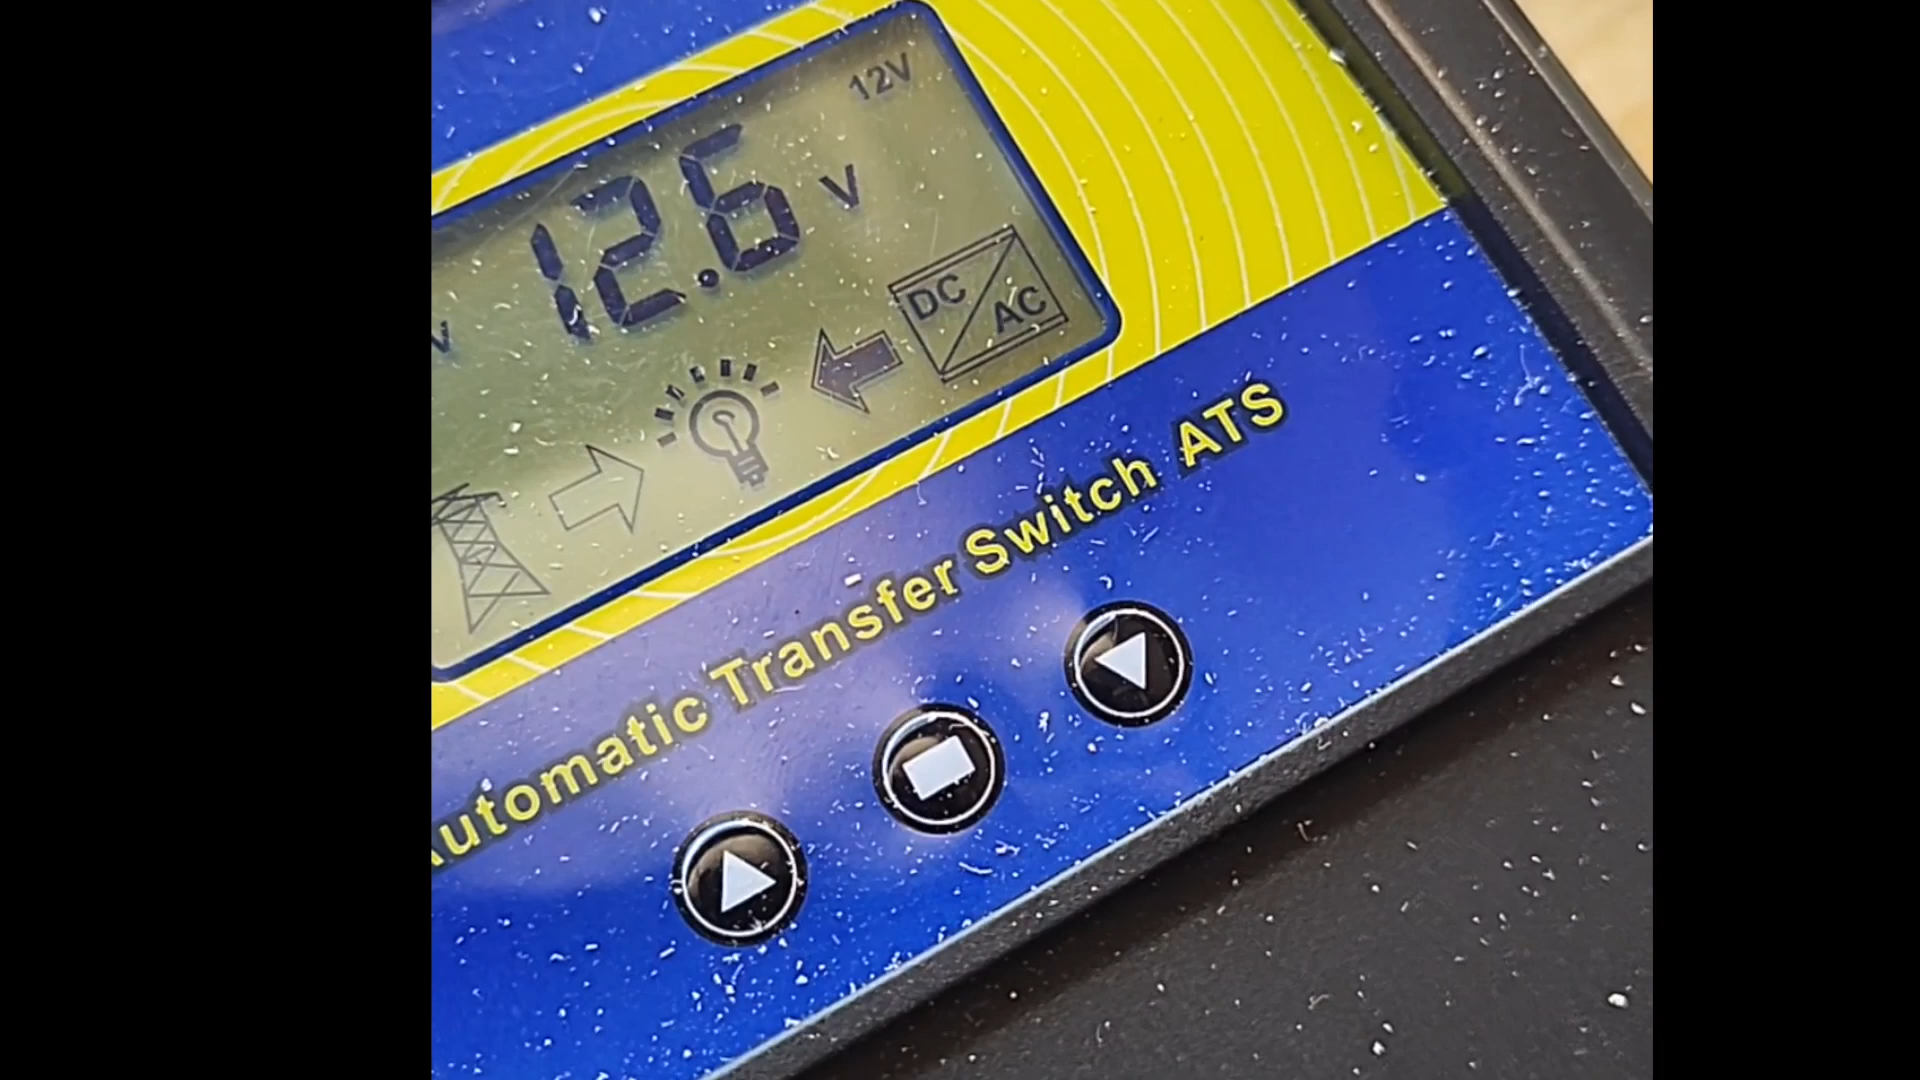 12V
12.6 V
V
DC
AC
Automatic Transfer Switch ATS